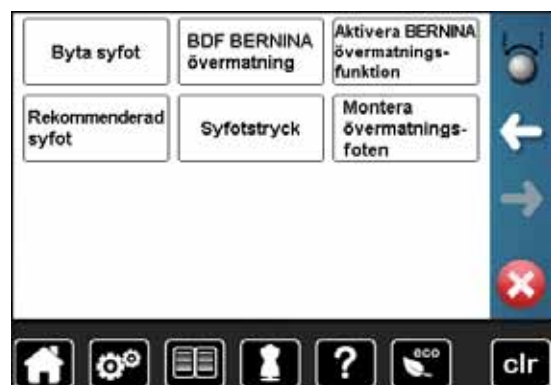 Byta syfot
BDF BERNINA
övermatning
Aktivera BERNINA
övermatnings-
funktion
Rekommenderad
syfot
Syfotstryck
Montera
övermatnings-
foten
?
eco
clr